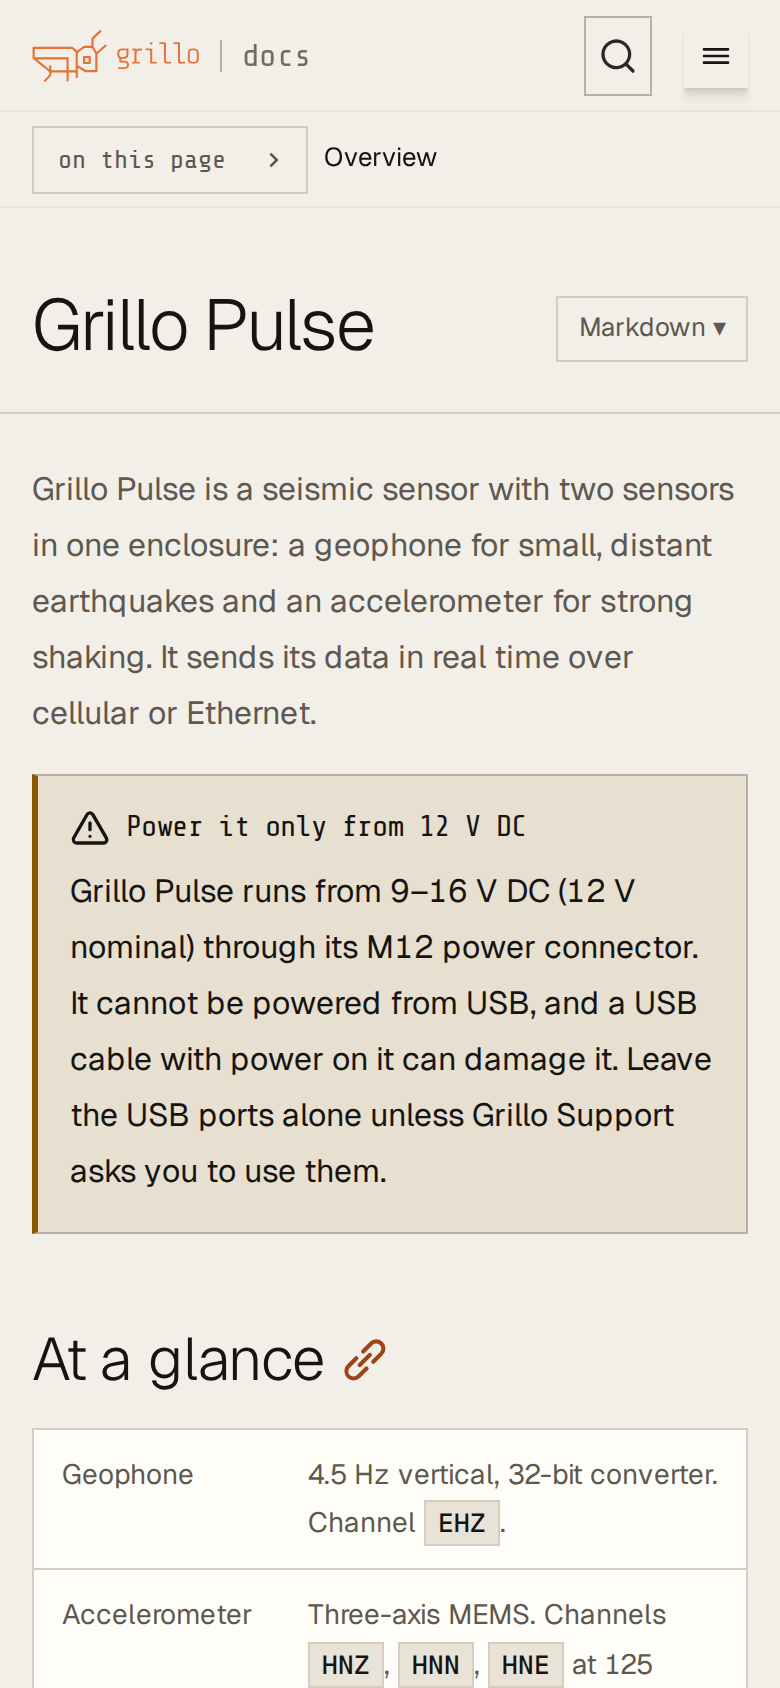 grillo | docs
on this page
Overview
Grillo Pulse
Markdown ▾
Grillo Pulse is a seismic sensor with two sensors
in one enclosure: a geophone for small, distant
earthquakes and an accelerometer for strong
shaking. It sends its data in real time over
cellular or Ethernet.
Power it only from 12 V DC
Grillo Pulse runs from 9–16 V DC (12 V
nominal) through its M12 power connector.
It cannot be powered from USB, and a USB
cable with power on it can damage it. Leave
the USB ports alone unless Grillo Support
asks you to use them.
At a glance
Geophone
4.5 Hz vertical, 32-bit converter.
Channel EHZ.
Accelerometer
Three-axis MEMS. Channels
HNZ, HNN, HNE at 125